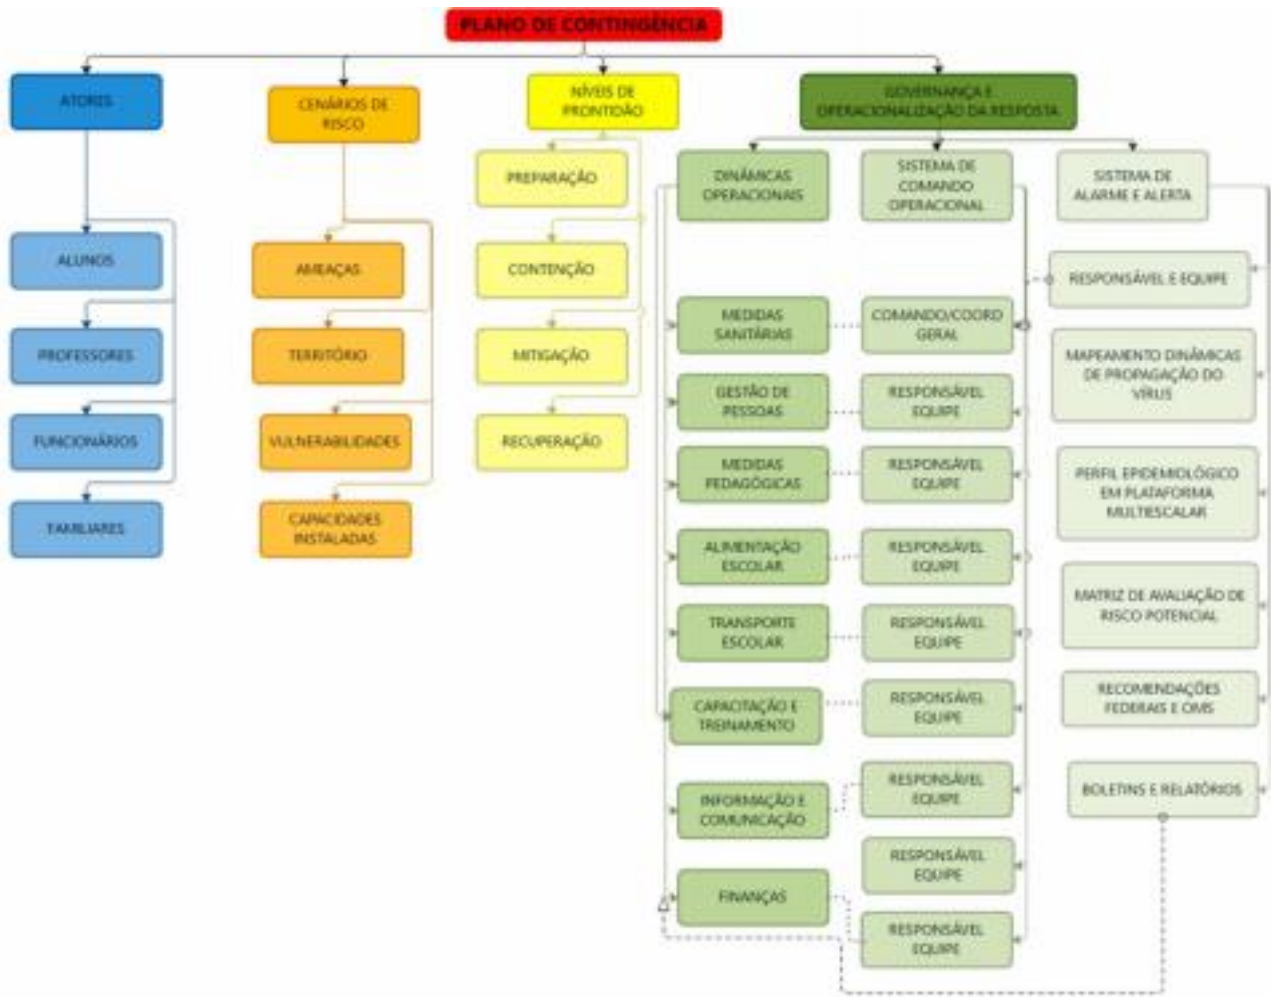 PLANO DE CONTINGÊNCIA
ATORES
ALUNOS
PROFESSORES
FUNCIONÁRIOS
FAMILIARES
CENÁRIOS DE
RISCO
AMEAÇAS
TERRITÓRIO
VULNERABILIDADES
CAPACIDADES
INSTALADAS
NÍVEIS DE
PRONTIDÃO
PREPARAÇÃO
CONTENÇÃO
MITIGAÇÃO
RECUPERAÇÃO
GOVERNANÇA E
OPERACIONALIZAÇÃO DA RESPOSTA
DINÂMICAS
OPERACIONAIS
MEDIDAS
SANITÁRIAS
GESTÃO DE
PESSOAS
MEDIDAS
PEDAGÓGICAS
ALIMENTAÇÃO
ESCOLAR
TRANSPORTE
ESCOLAR
CAPACITAÇÃO E
TREINAMENTO
INFORMAÇÃO E
COMUNICAÇÃO
FINANÇAS
SISTEMA DE
COMANDO
OPERACIONAL
COMANDO/COORD
GERAL
RESPONSÁVEL
EQUIPE
RESPONSÁVEL
EQUIPE
RESPONSÁVEL
EQUIPE
RESPONSÁVEL
EQUIPE
RESPONSÁVEL
EQUIPE
RESPONSÁVEL
EQUIPE
RESPONSÁVEL
EQUIPE
RESPONSÁVEL
EQUIPE
SISTEMA DE
ALARME E ALERTA
RESPONSÁVEL E EQUIPE
MAPEAMENTO DINÂMICAS
DE PROPAGAÇÃO DO
VÍRUS
PERFIL EPIDEMIOLÓGICO
EM PLATAFORMA
MULTIESCALAR
MATRIZ DE AVALIAÇÃO DE
RISCO POTENCIAL
RECOMENDAÇÕES
FEDERAIS E OMS
BOLETINS E RELATÓRIOS